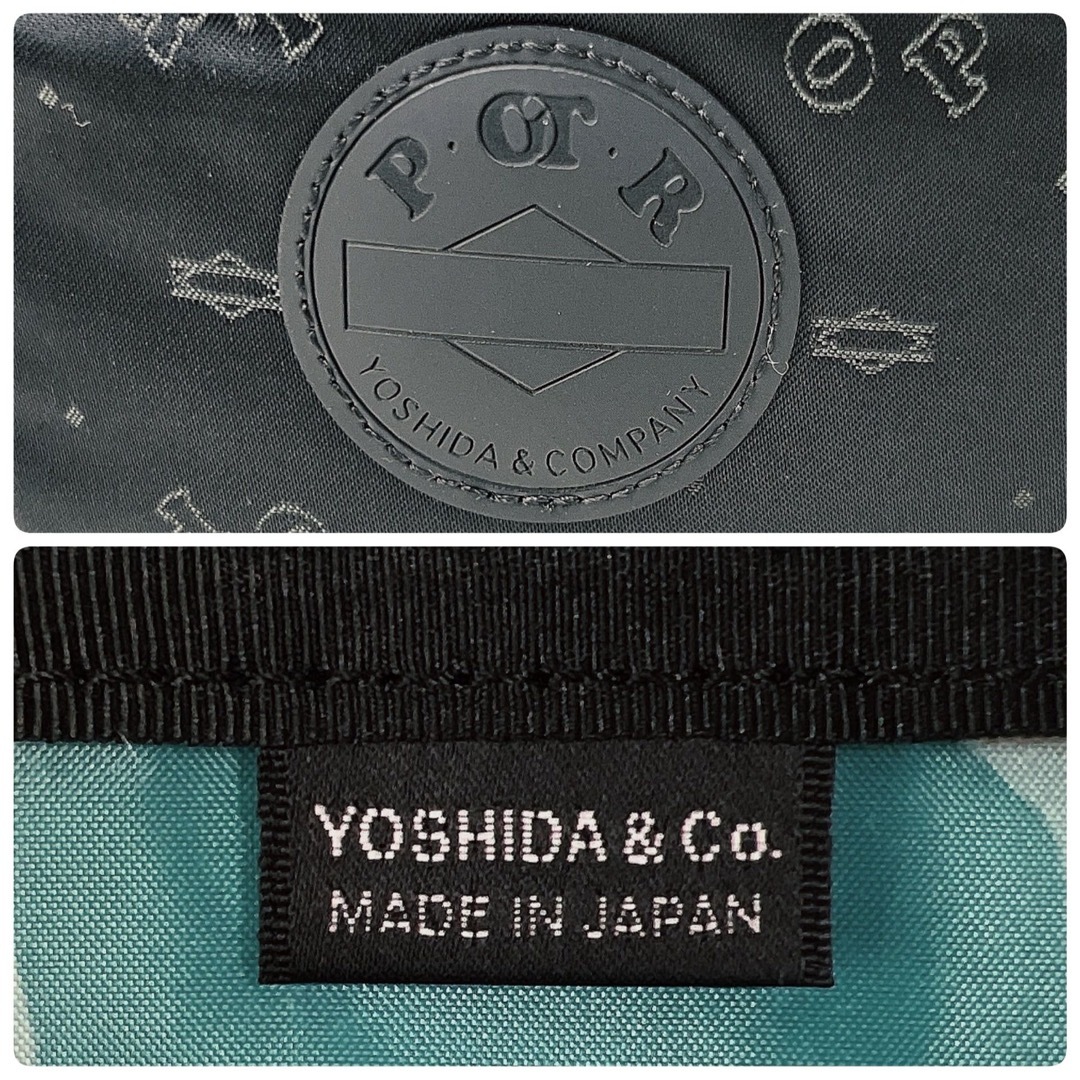 P · OT · R
YOSHIDA & COMPANY
O P
YOSHIDA & Co.
MADE IN JAPAN